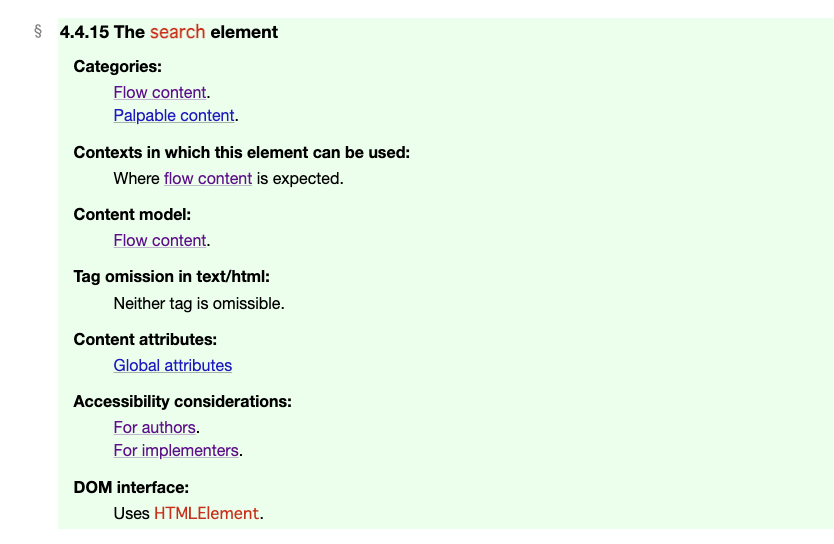 § 4.4.15 The search element
Categories:
Flow content.
Palpable content.
Contexts in which this element can be used:
Where flow content is expected.
Content model:
Flow content.
Tag omission in text/html:
Neither tag is omissible.
Content attributes:
Global attributes
Accessibility considerations:
For authors.
For implementers.
DOM interface:
Uses HTMLElement.